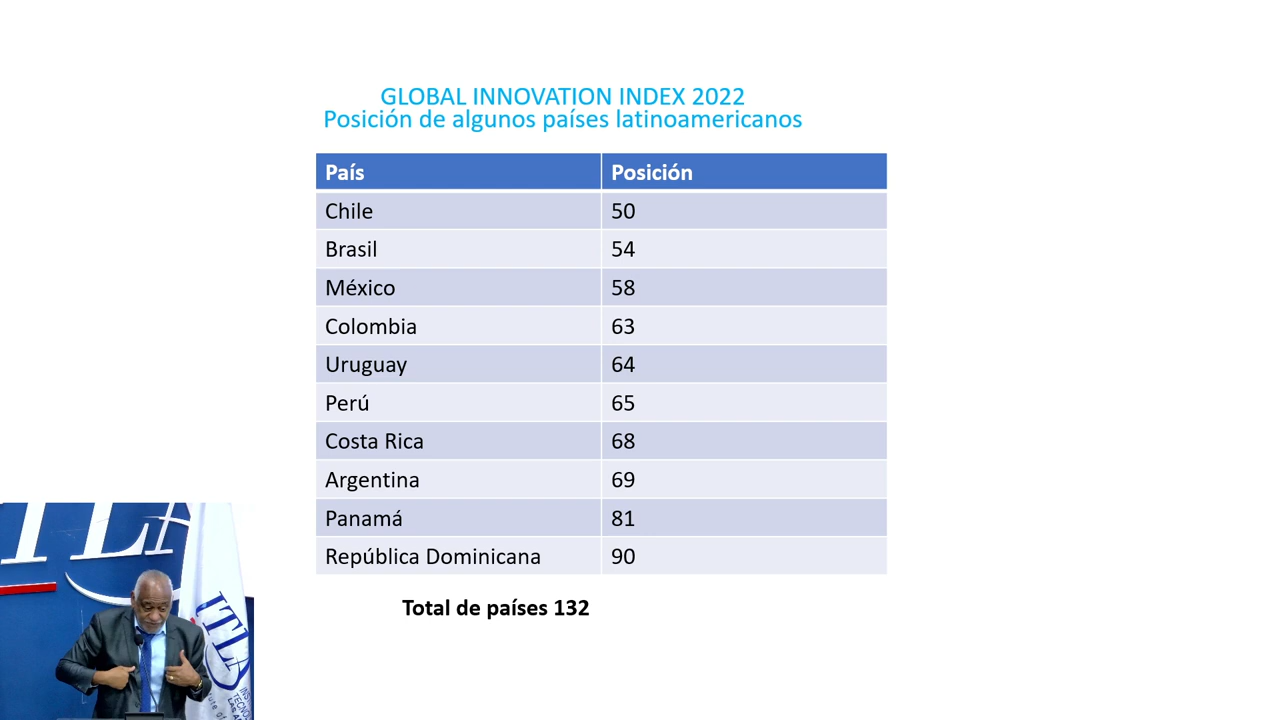 GLOBAL INNOVATION INDEX 2022
Posición de algunos países latinoamericanos
País Posición
Chile 50
Brasil 54
México 58
Colombia 63
Uruguay 64
Perú 65
Costa Rica 68
Argentina 69
Panamá 81
República Dominicana 90
Total de países 132
ITLA